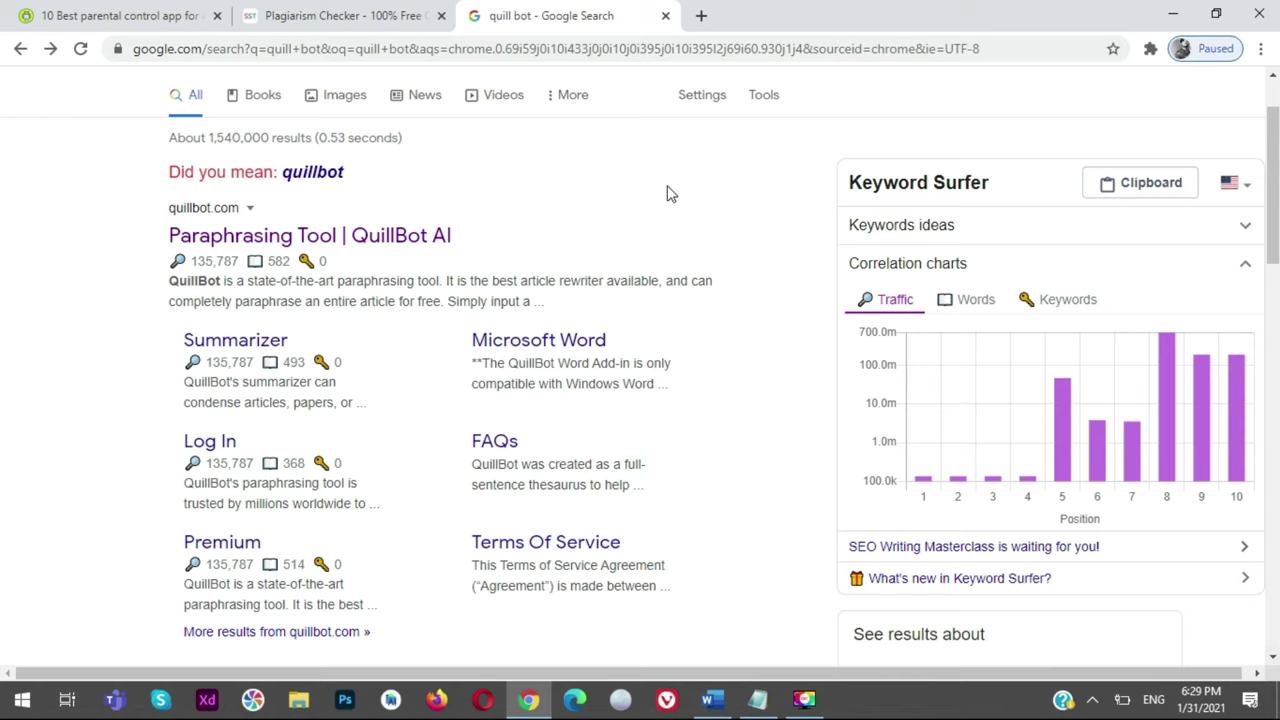 10 Best parental control app for
Plagiarism Checker - 100% Free
quill bot - Google Search
google.com/search?q=quill+bot&oq=quill+bot&aqs=chrome.0.69i59j0i10i433j0j0i10j0i395j0i10i395l2j69i60.930j1j4&sourceid=chrome&ie=UTF-8
Paused
All
Books
Images
News
Videos
More
Settings
Tools
About 1,540,000 results (0.53 seconds)
Did you mean: quillbot
quillbot.com
Paraphrasing Tool | QuillBot AI
135,787 582 0
QuillBot is a state-of-the-art paraphrasing tool. It is the best article rewriter available, and can
completely paraphrase an entire article for free. Simply input a ...
Summarizer
135,787 493 0
QuillBot's summarizer can
condense articles, papers, or ...
Microsoft Word
**The QuillBot Word Add-in is only
compatible with Windows Word ...
Log In
135,787 368 0
QuillBot's paraphrasing tool is
trusted by millions worldwide to ...
FAQs
QuillBot was created as a full-
sentence thesaurus to help ...
Premium
135,787 514 0
QuillBot is a state-of-the-art
paraphrasing tool. It is the best ...
Terms Of Service
This Terms of Service Agreement
(“Agreement”) is made between ...
More results from quillbot.com »
Keyword Surfer
Clipboard
Keywords ideas
Correlation charts
Traffic
Words
Keywords
700.m
100.0m
10.0m
1.0m
100.k
1 2 3 4 5 6 7 8 9 10
Position
SEO Writing Masterclass is waiting for you!
What's new in Keyword Surfer?
See results about
Xd
Ps
ENG
6:29 PM
1/31/2021